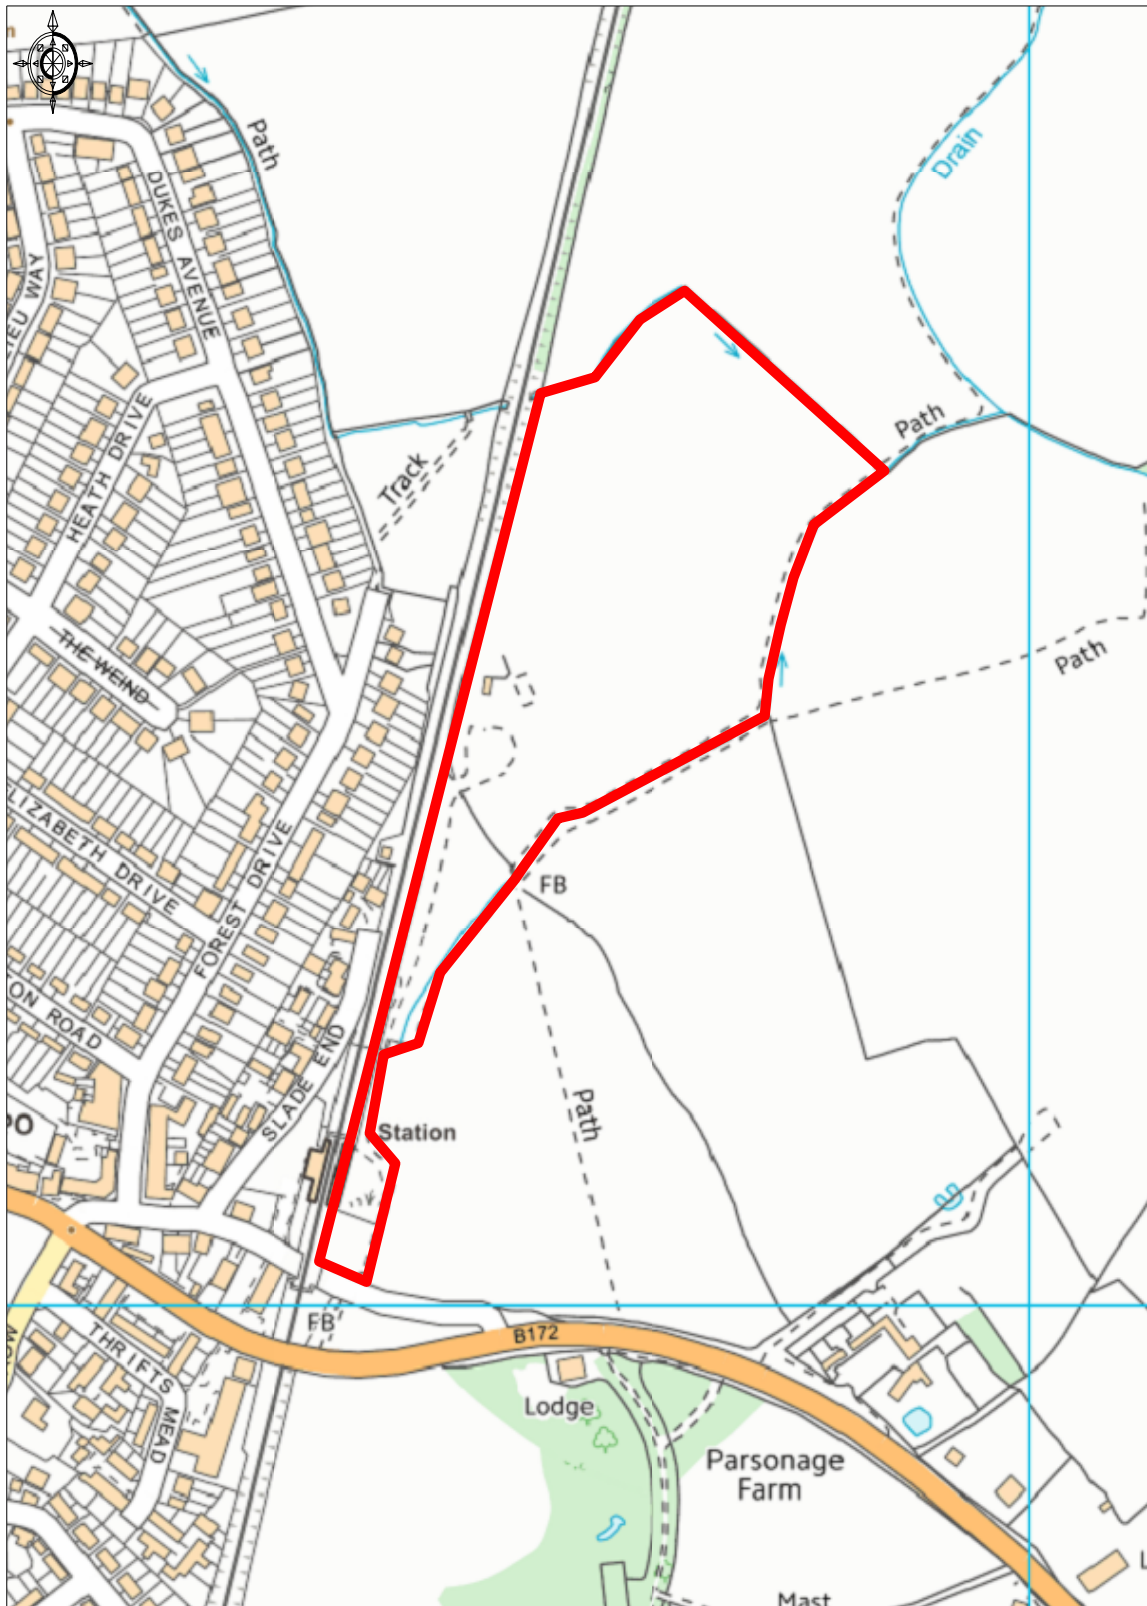 Path
DUKES AVENUE
Drain
HEATH DRIVE
Path
Track
THE WEIND
Path
ELIZABETH DRIVE
FOREST DRIVE
FB
ON ROAD
SLADE END
Path
Station
FB
B172
THRIFTS MEAD
Lodge
Parsonage
Farm
Mast